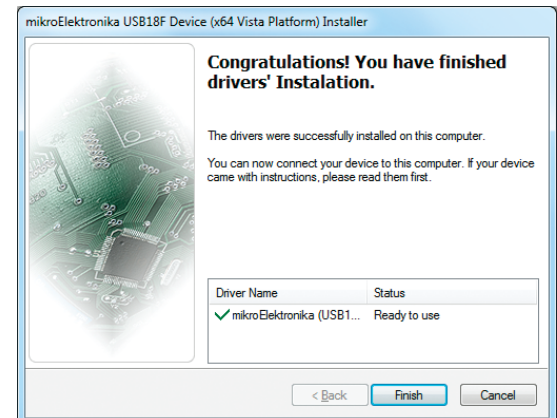 mikroElektronika USB18F Device (x64 Vista Platform) Installer
Congratulations! You have finished
drivers' Instalation.
The drivers were successfully installed on this computer.
You can now connect your device to this computer. If your device
came with instructions, please read them first.
Driver Name Status
mikroElektronika (USB1... Ready to use
< Back Finish Cancel